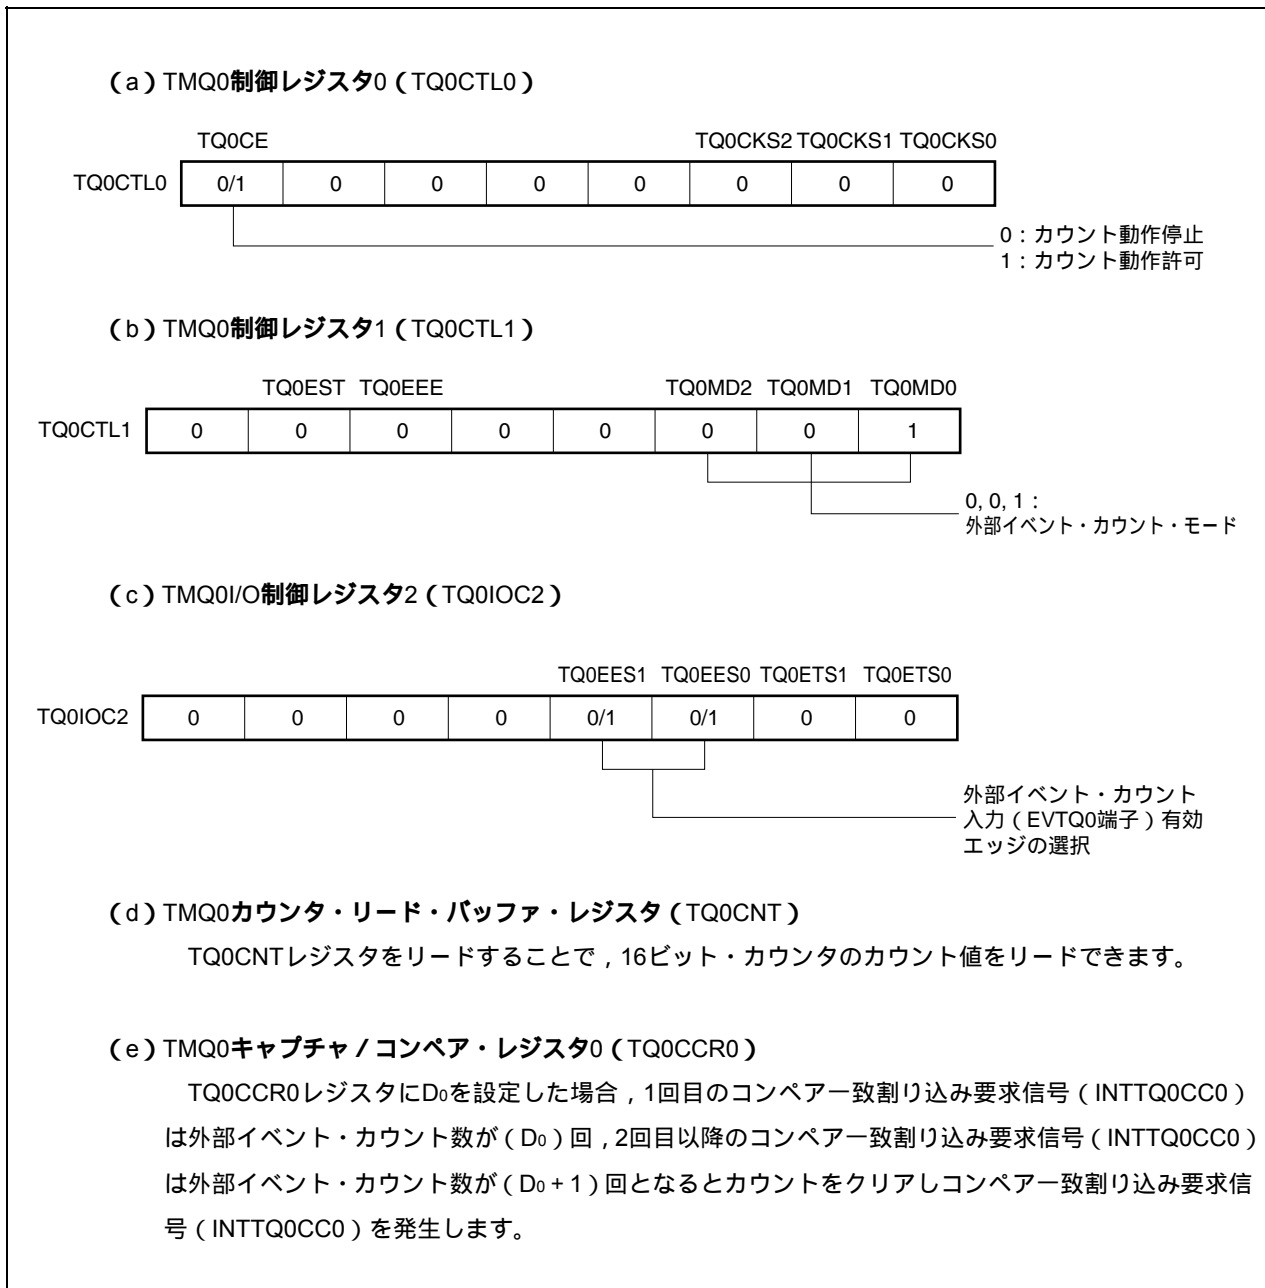 （a）TMQ0制御レジスタ0（TQ0CTL0）
TQ0CE TQ0CKS2 TQ0CKS1 TQ0CKS0
TQ0CTL0 0/1 0 0 0 0 0 0 0
0：カウント動作停止
1：カウント動作許可
（b）TMQ0制御レジスタ1（TQ0CTL1）
TQ0EST TQ0EEE TQ0MD2 TQ0MD1 TQ0MD0
TQ0CTL1 0 0 0 0 0 0 0 1
0, 0, 1：
外部イベント・カウント・モード
（c）TMQ0I/O制御レジスタ2（TQ0IOC2）
TQ0EES1 TQ0EES0 TQ0ETS1 TQ0ETS0
TQ0IOC2 0 0 0 0 0/1 0/1 0 0
外部イベント・カウント
入力（EVTQ0端子）有効
エッジの選択
（d）TMQ0カウンタ・リード・バッファ・レジスタ（TQ0CNT）
TQ0CNTレジスタをリードすることで，16ビット・カウンタのカウント値をリードできます。
（e）TMQ0キャプチャ／コンペア・レジスタ0（TQ0CCR0）
TQ0CCR0レジスタにD0を設定した場合，1回目のコンペア一致割り込み要求信号（INTTQ0CC0）
は外部イベント・カウント数が（D0）回，2回目以降のコンペア一致割り込み要求信号（INTTQ0CC0）
は外部イベント・カウント数が（D0＋1）回となるとカウントをクリアしコンペア一致割り込み要求信
号（INTTQ0CC0）を発生します。